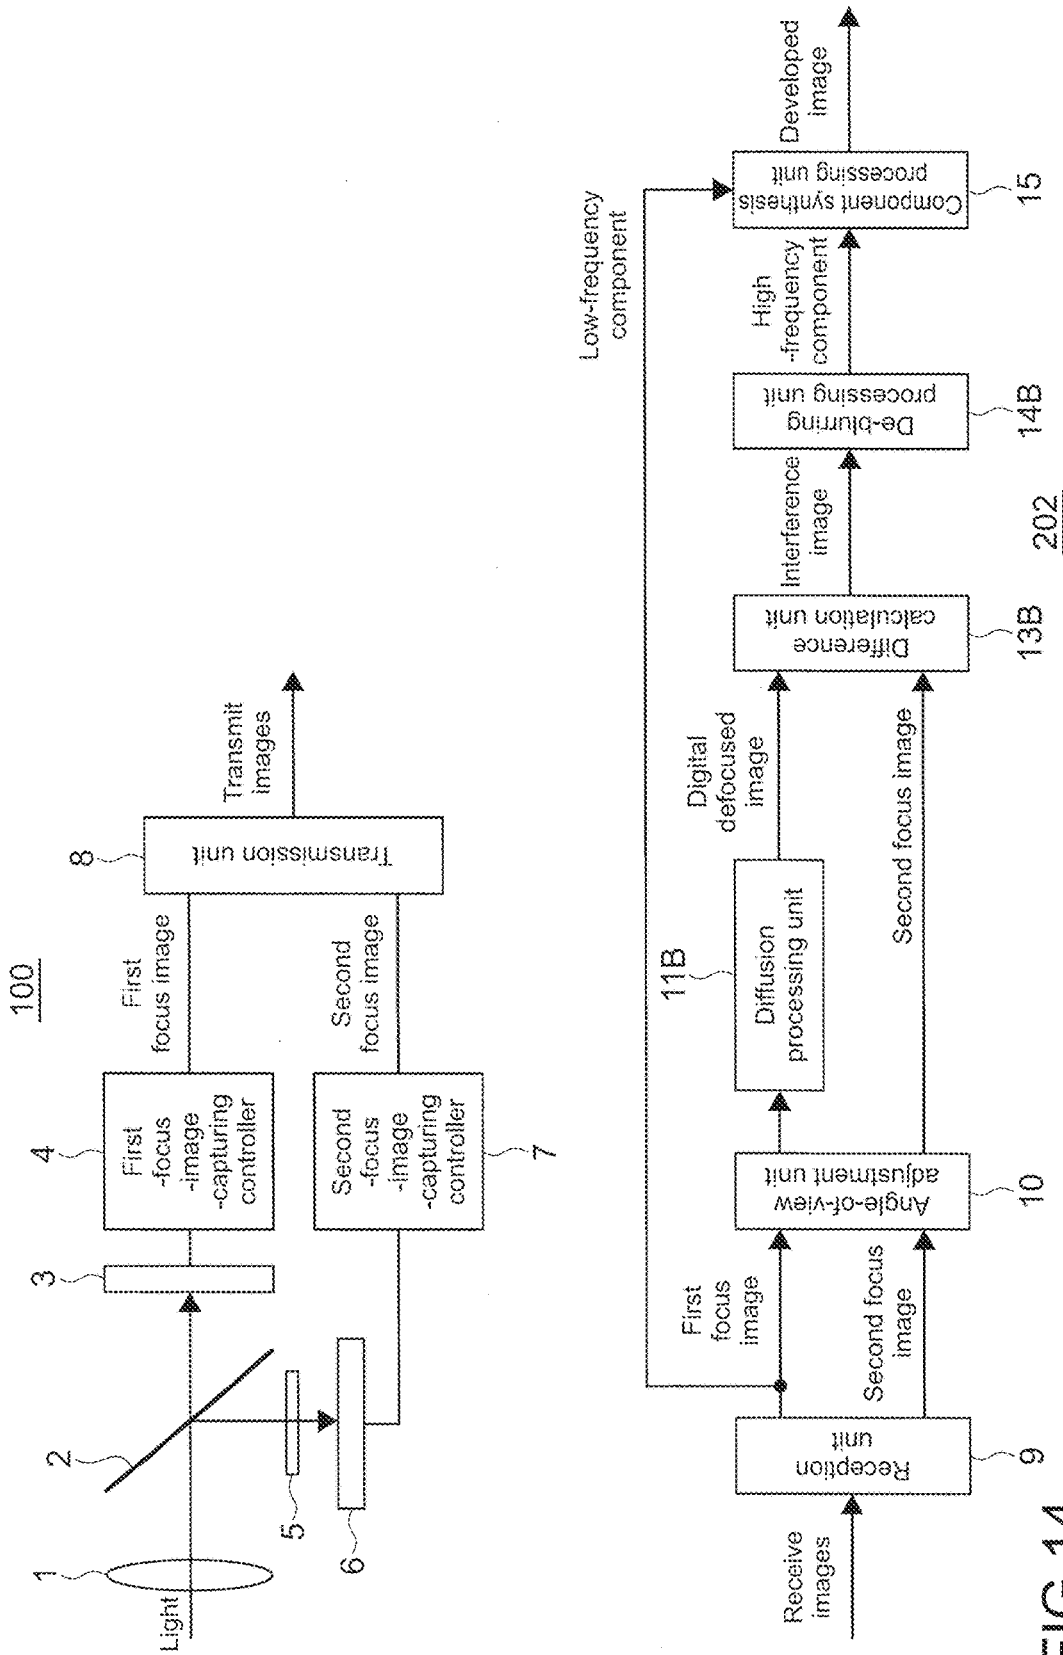 100
Light
1
2
3
4
First
-focus
-image
-capturing
controller
5
6
7
Second
-focus
-image
-capturing
controller
First
focus image
Second
focus image
8
Transmission unit
Transmit
images
Receive
images
9
Reception
unit
First
focus
image
Second focus
image
10
Angle-of-view
adjustment unit
11B
Diffusion
processing unit
Digital
defocused
image
Second focus image
13B
Difference
calculation unit
Interference
image
14B
De-blurring
processing unit
High
-frequency
component
Low-frequency
component
15
Component synthesis
processing unit
Developed
image
202
FIG.14